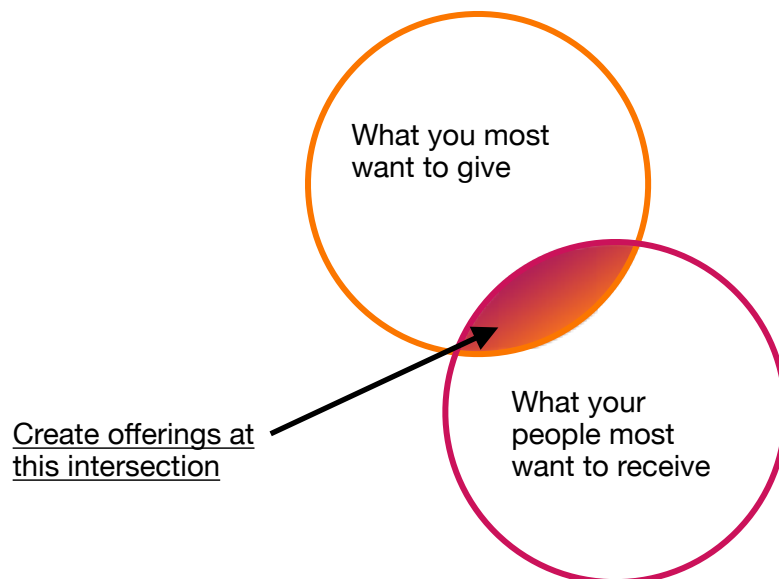 What you most
want to give
What your
people most
want to receive
Create offerings at
this intersection